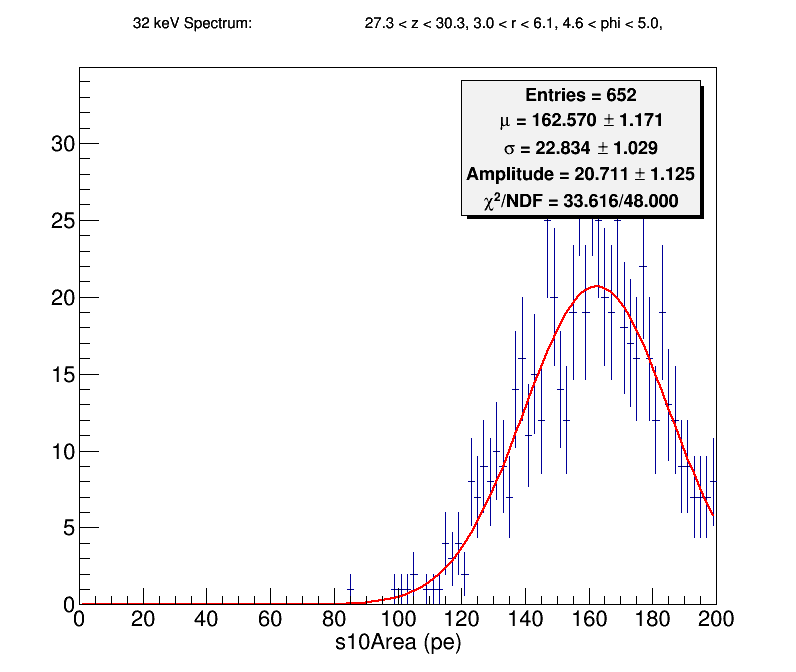 32 keV Spectrum: 27.3 < z < 30.3, 3.0 < r < 6.1, 4.6 < phi < 5.0,
Entries = 652
μ = 162.570 ± 1.171
σ = 22.834 ± 1.029
Amplitude = 20.711 ± 1.125
χ²/NDF = 33.616/48.000
30
25
20
15
10
5
0
0 20 40 60 80 100 120 140 160 180 200
s10Area (pe)